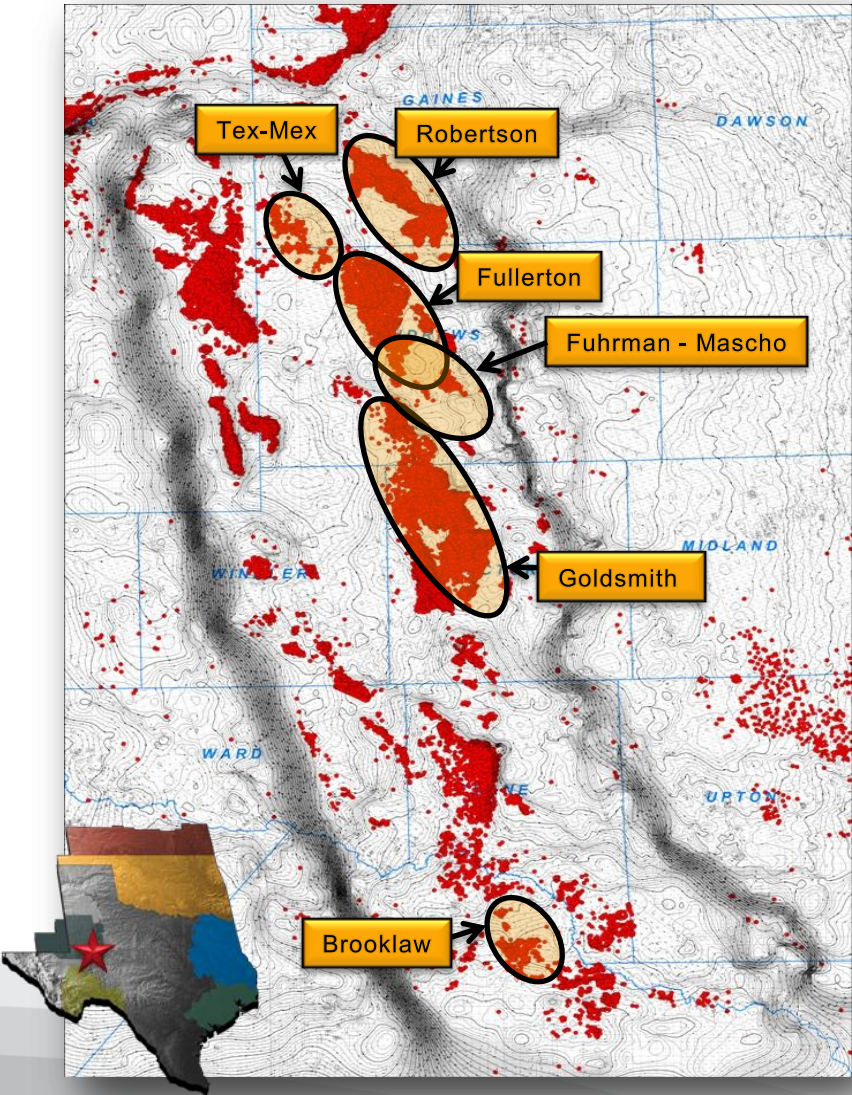 GAINES
DAWSON
Tex-Mex
Robertson
Fullerton
Fuhrman - Mascho
MIDLAND
Goldsmith
WARD
UPTON
Brooklaw